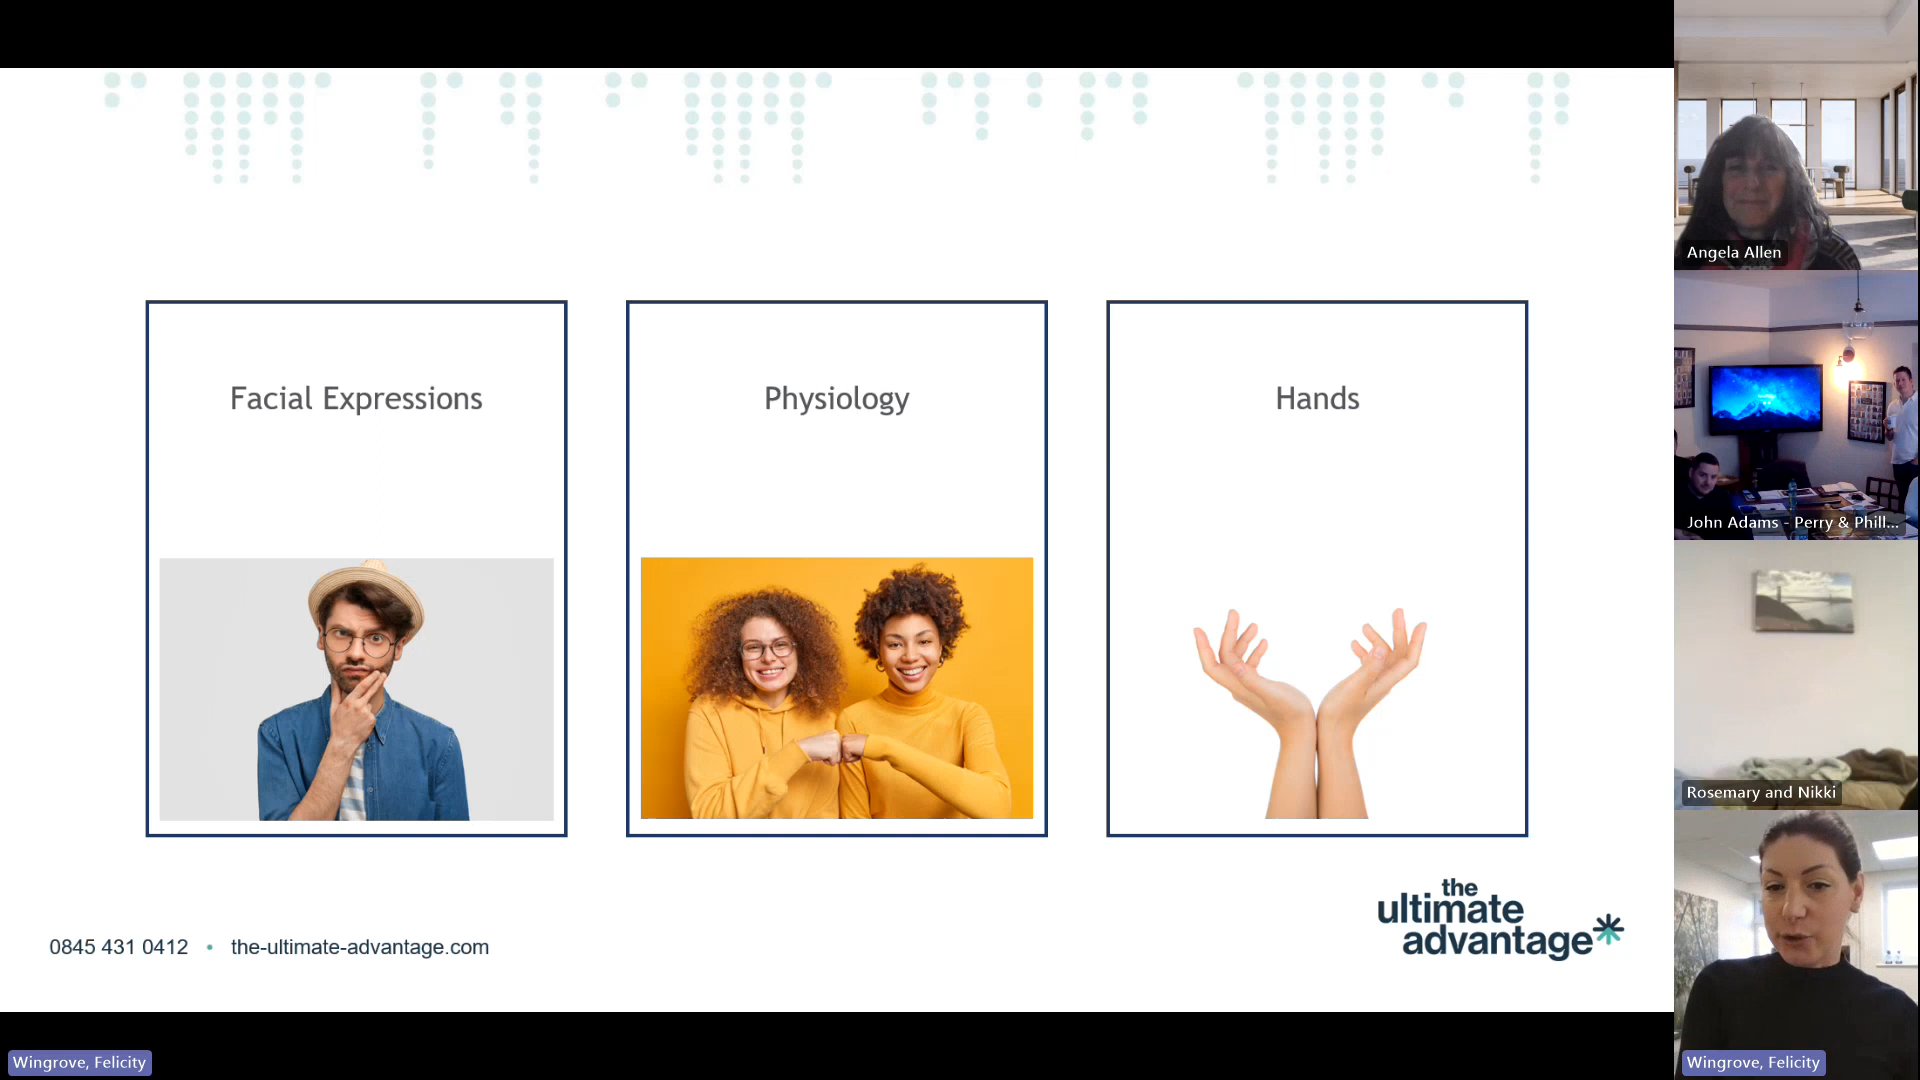 Facial Expressions
Physiology
Hands
the
ultimate
advantage
0845 431 0412 • the-ultimate-advantage.com
Wingrove, Felicity
Angela Allen
John Adams - Perry & Phill...
Rosemary and Nikki
Wingrove, Felicity